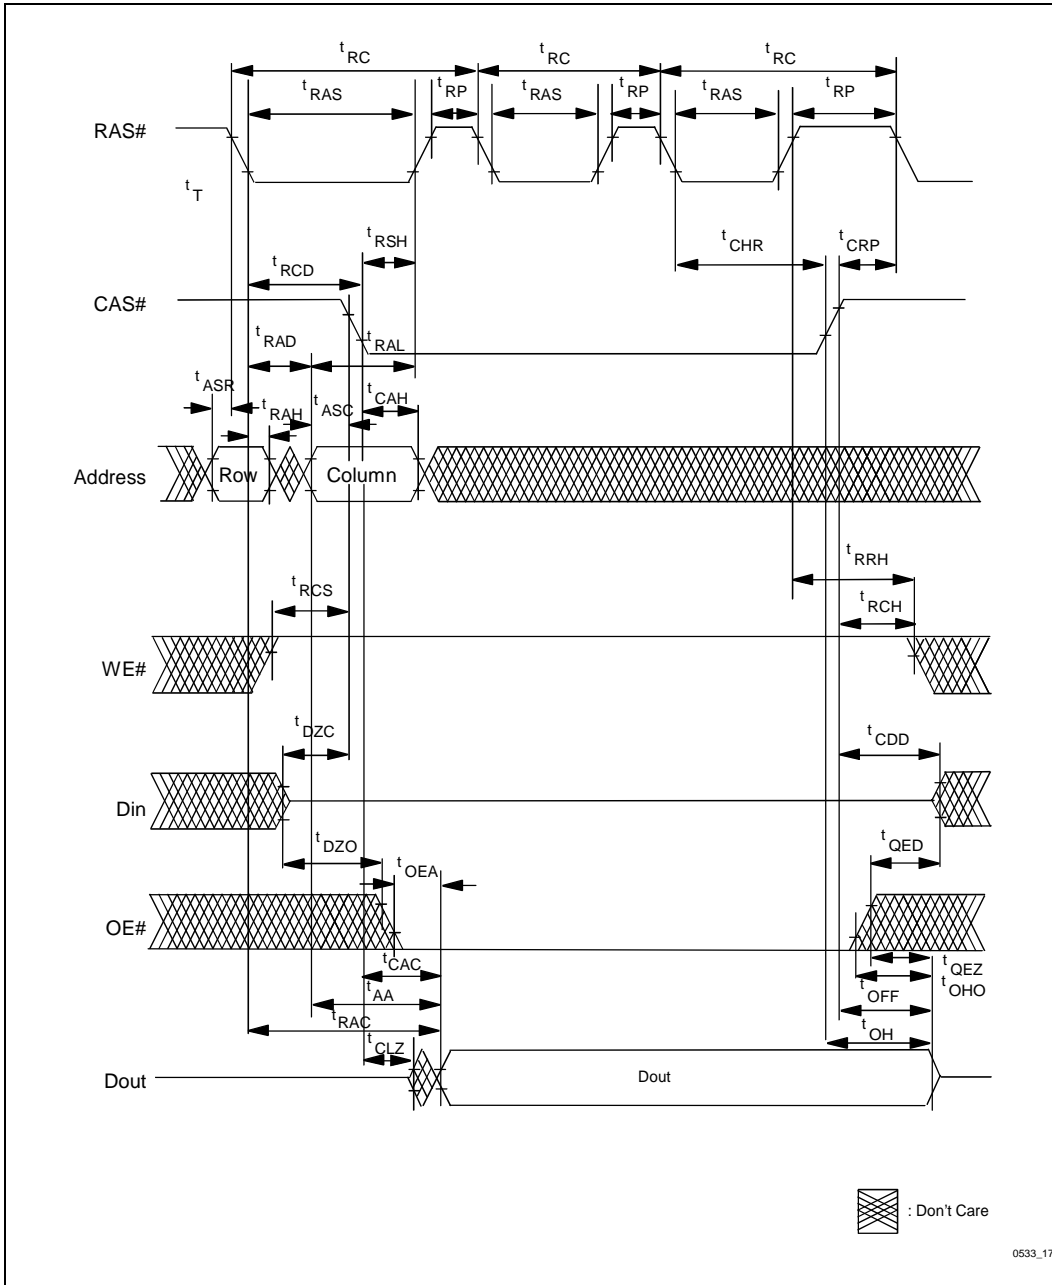 tRC tRC tRC
tRAS tRP tRAS tRP tRAS tRP
RAS#
tT
tRSH tCHR tCRP
tRCD
CAS#
tRAD tRAL
tASR tRAH tASC tCAH
Address Row Column
tRRH
tRCS tRCH
WE#
tDZC tCDD
Din
tDZO tOEA tQED
OE#
tCAC tQEZ
tAA tOFF tOHO
tRAC tOH
tCLZ
Dout Dout
: Don't Care
0533_17